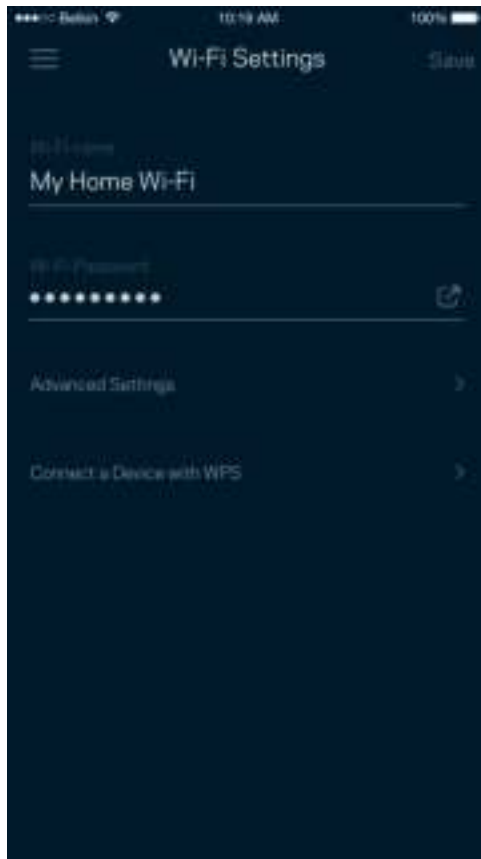 Belkin 10:19 AM 100%
Wi-Fi Settings Save
Wi-Fi name
My Home Wi-Fi
Wi-Fi Password
•••••••••
Advanced Settings
Connect a Device with WPS